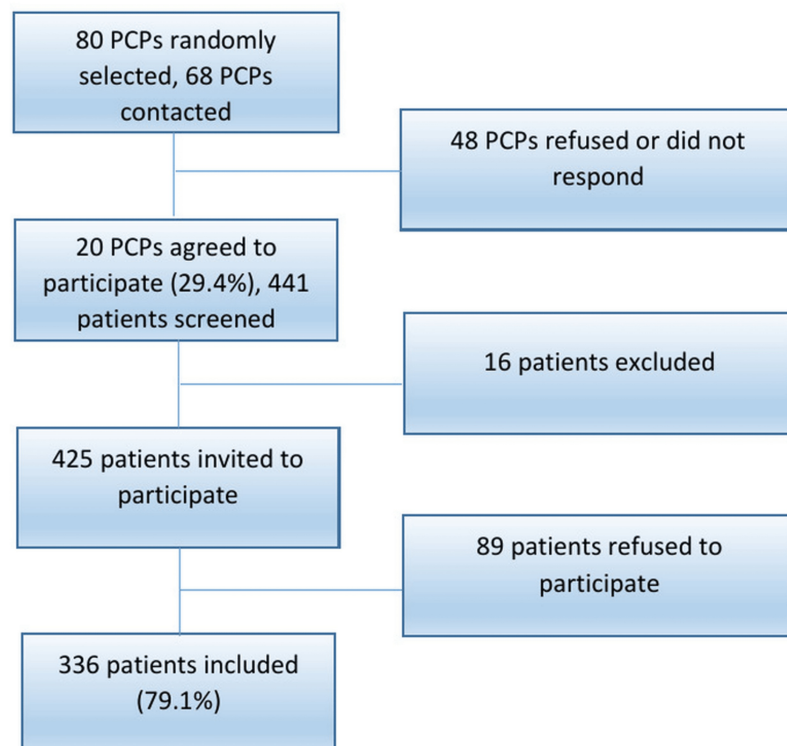 80 PCPs randomly
selected, 68 PCPs
contacted
48 PCPs refused or did not
respond
20 PCPs agreed to
participate (29.4%), 441
patients screened
16 patients excluded
425 patients invited to
participate
89 patients refused to
participate
336 patients included
(79.1%)